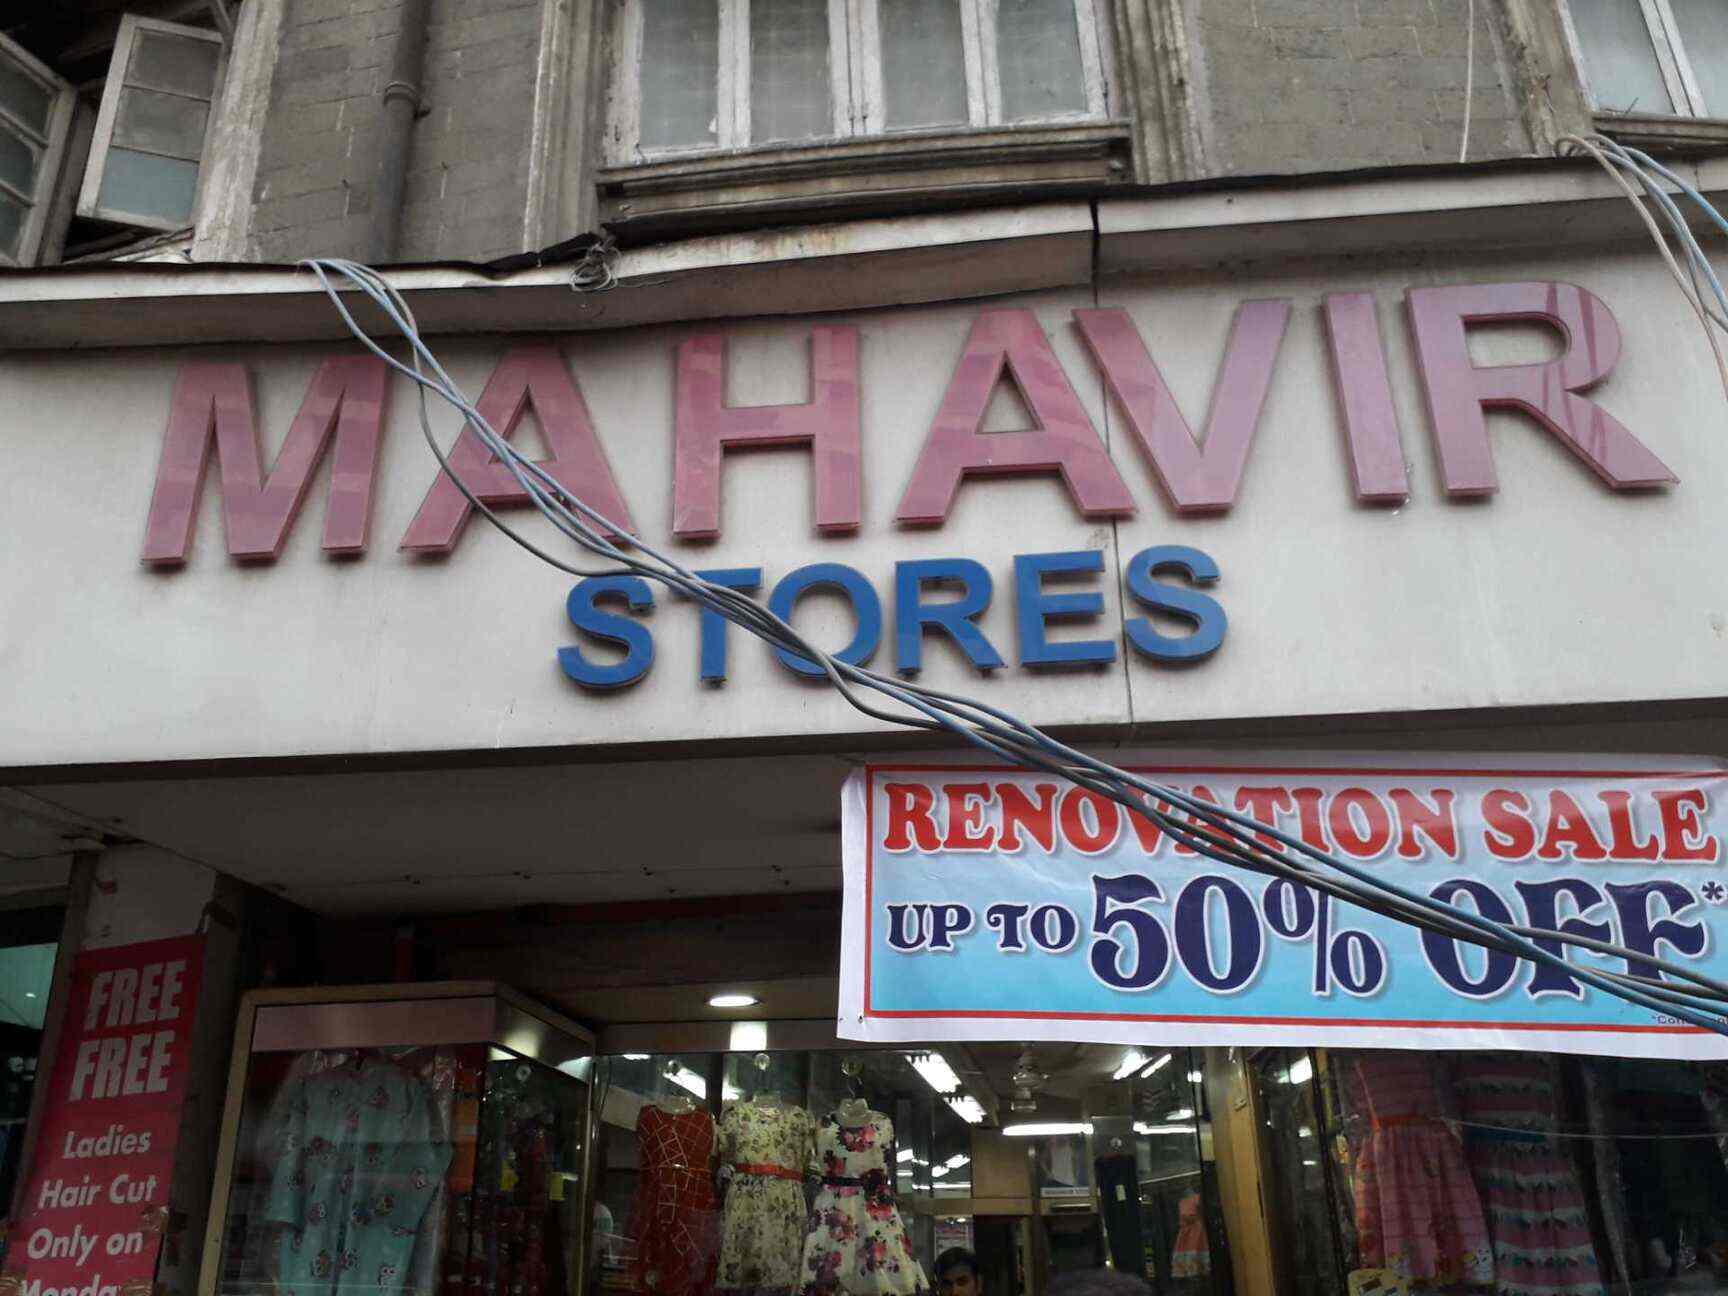 MAHAVIR
STORES
RENOVATION SALE
UP TO 50% OFF*
FREE
FREE
Ladies
Hair Cut
Only on